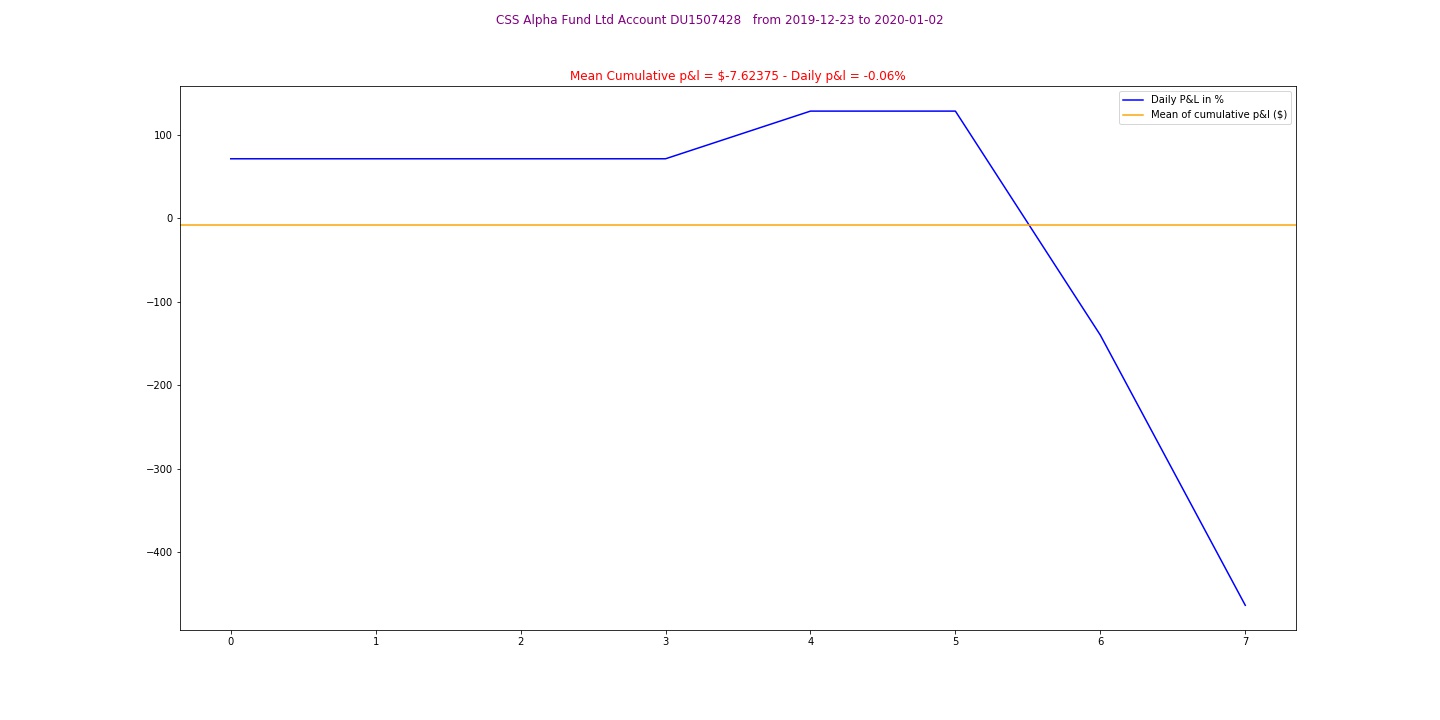 CSS Alpha Fund Ltd Account DU1507428   from 2019-12-23 to 2020-01-02
Mean Cumulative p&l = $-7.62375 - Daily p&l = -0.06%
Daily P&L in %
Mean of cumulative p&l ($)
100
0
−100
−200
−300
−400
0 1 2 3 4 5 6 7